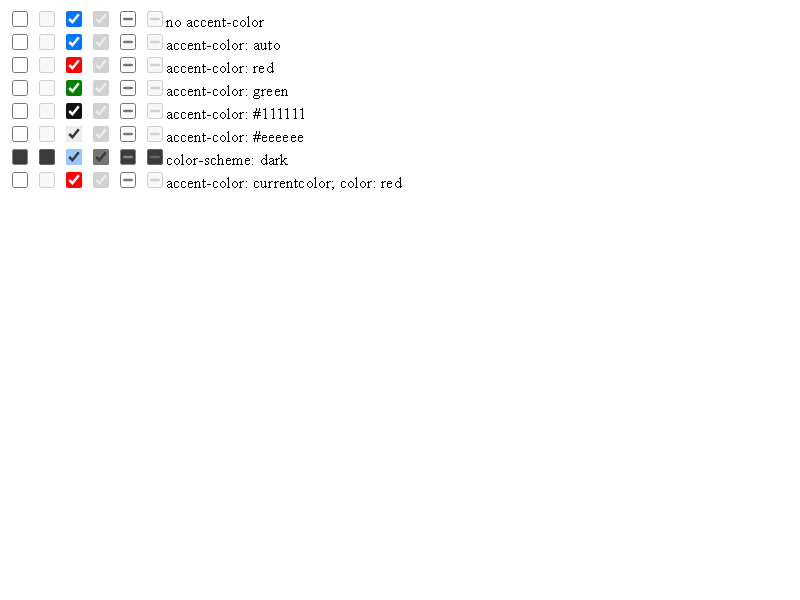 no accent-color
accent-color: auto
accent-color: red
accent-color: green
accent-color: #111111
accent-color: #eeeeee
color-scheme: dark
accent-color: currentcolor; color: red